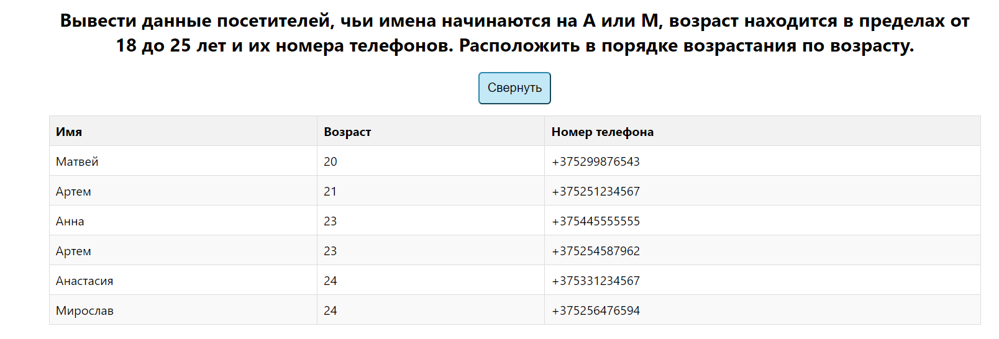 Вывести данные посетителей, чьи имена начинаются на А или М, возраст находится в пределах от
18 до 25 лет и их номера телефонов. Расположить в порядке возрастания по возрасту.
Свернуть
Имя Возраст Номер телефона
Матвей 20 +375299876543
Артем 21 +375251234567
Анна 23 +375445555555
Артем 23 +375254587962
Анастасия 24 +375331234567
Мирослав 24 +375256476594